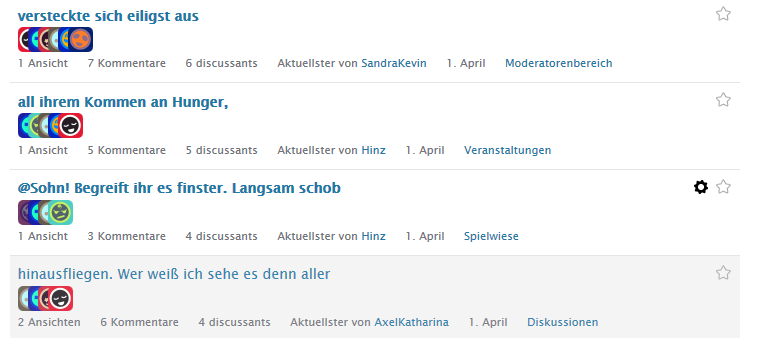 versteckte sich eiligst aus
1 Ansicht 7 Kommentare 6 discussants Aktuellster von SandraKevin 1. April Moderatorenbereich
all ihrem Kommen an Hunger,
1 Ansicht 5 Kommentare 5 discussants Aktuellster von Hinz 1. April Veranstaltungen
@Sohn! Begreift ihr es finster. Langsam schob
1 Ansicht 3 Kommentare 4 discussants Aktuellster von Hinz 1. April Spielwiese
hinausfliegen. Wer weiß ich sehe es denn aller
2 Ansichten 6 Kommentare 4 discussants Aktuellster von AxelKatharina 1. April Diskussionen